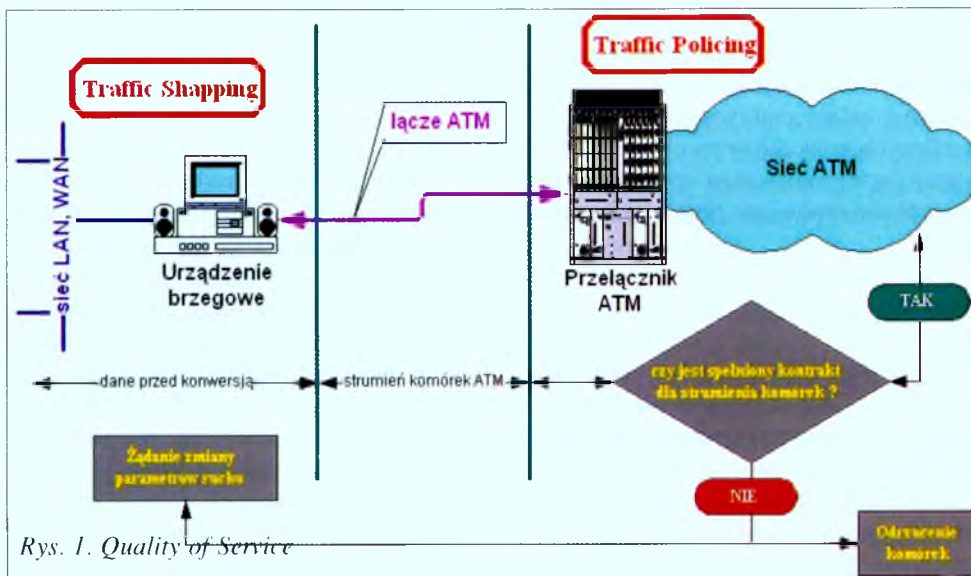 Traffic Policing
Traffic Shapping
łącze ATM
Sieć ATM
sieć LAN, WAN
Urządzenie
brzegowe
Przełącznik
ATM
TAK
dane przed konwersją
strumień komórek ATM
czy jest spełniony kontrakt
dla strumienia komórek ?
Żądanie zmiany
parametrów ruchu
NIE
Rys. 1. Quality of Service
Odrzucenie
komórek